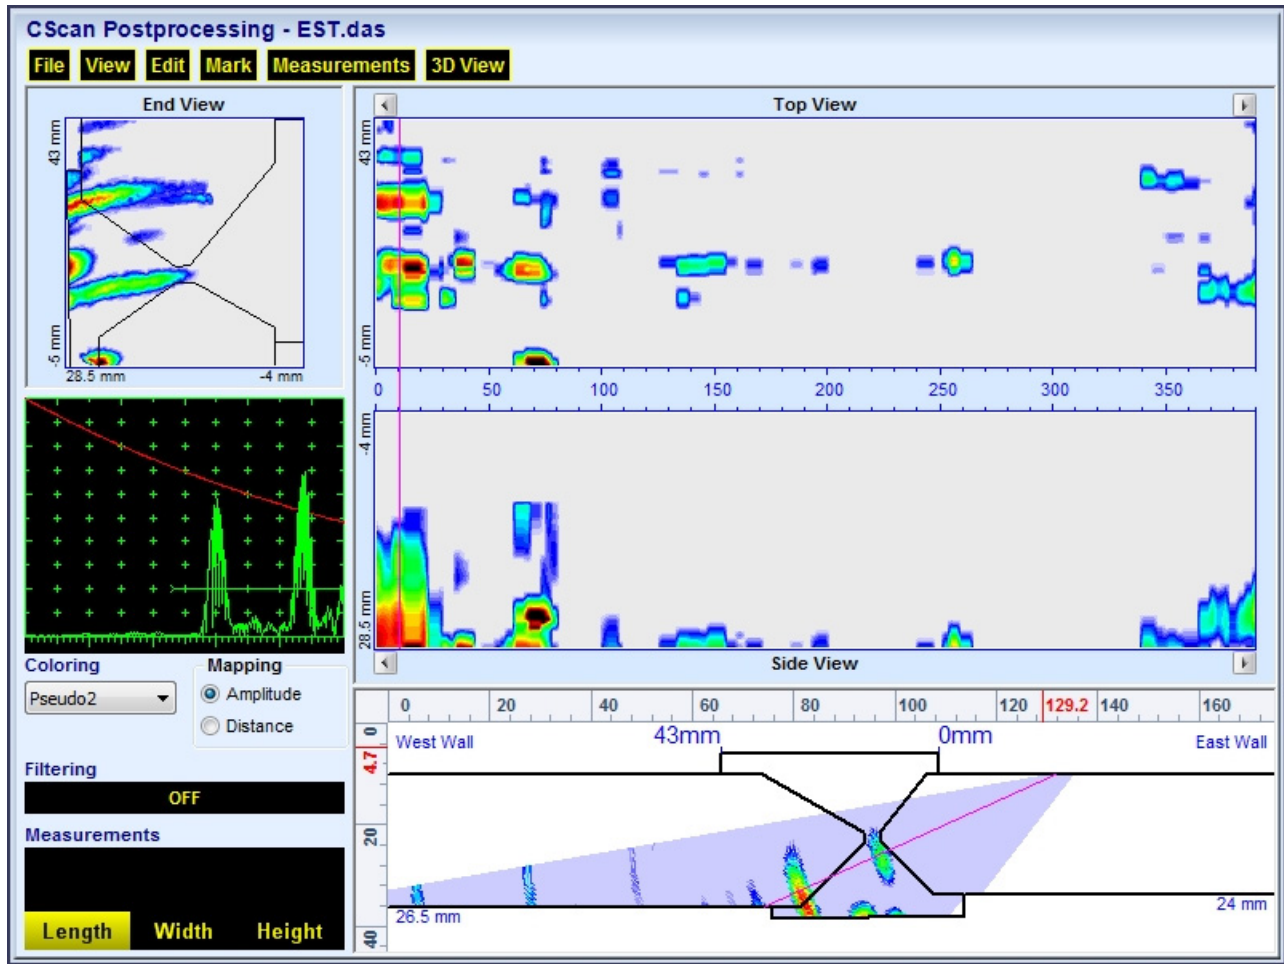 CScan Postprocessing - EST.das
File View Edit Mark Measurements 3D View
End View
43 mm
-5 mm
28.5 mm -4 mm
Top View
43 mm
-5 mm
0 50 100 150 200 250 300 350
-4 mm
28.5 mm
Side View
Coloring
Pseudo2
Mapping
Amplitude
Distance
Filtering
OFF
Measurements
Length Width Height
0 20 40 60 80 100 120 129.2 140 160
0
4.7
20
40
West Wall 43mm 0mm East Wall
26.5 mm 24 mm